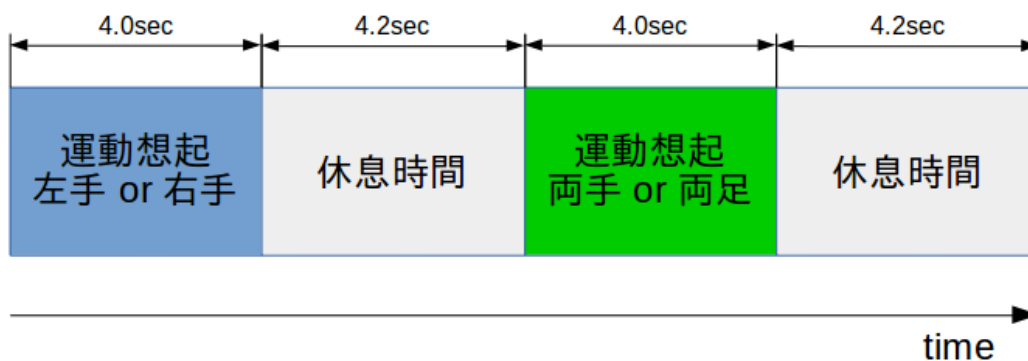 4.0sec 4.2sec 4.0sec 4.2sec
運動想起
左手 or 右手
休息時間
運動想起
両手 or 両足
休息時間
time